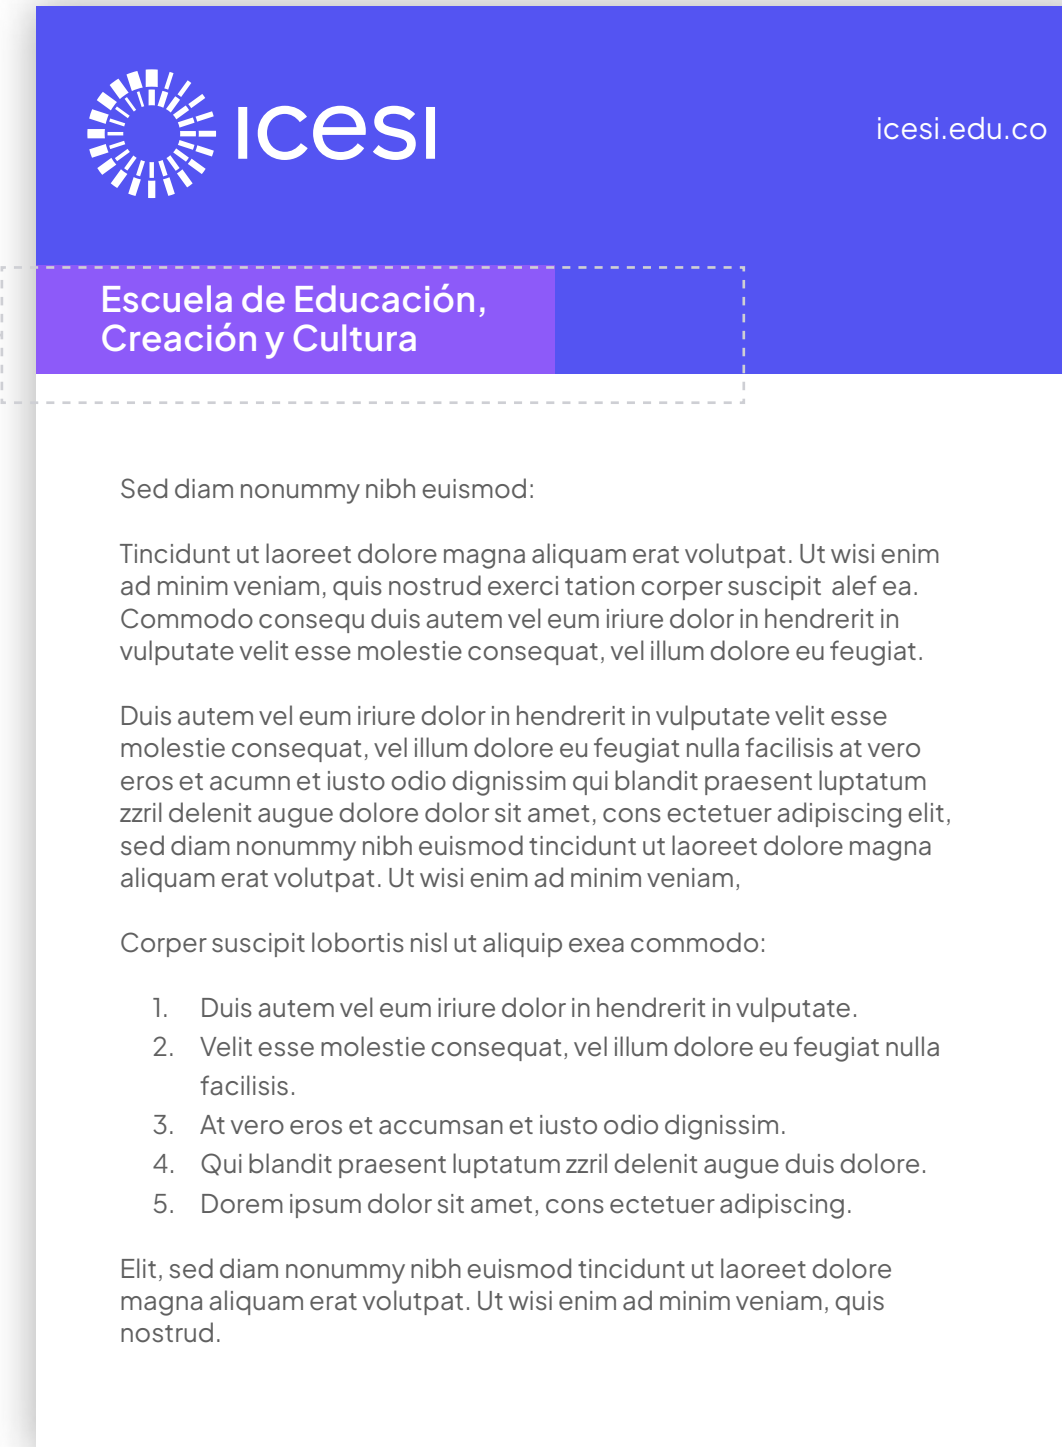 ICESI
icesi.edu.co
Escuela de Educación,
Creación y Cultura
Sed diam nonummy nibh euismod:
Tincidunt ut laoreet dolore magna aliquam erat volutpat. Ut wisi enim
ad minim veniam, quis nostrud exerci tation corper suscipit  alef ea.
Commodo consequ duis autem vel eum iriure dolor in hendrerit in
vulputate velit esse molestie consequat, vel illum dolore eu feugiat.
Duis autem vel eum iriure dolor in hendrerit in vulputate velit esse
molestie consequat, vel illum dolore eu feugiat nulla facilisis at vero
eros et acumn et iusto odio dignissim qui blandit praesent luptatum
zzril delenit augue dolore dolor sit amet, cons ectetuer adipiscing elit,
sed diam nonummy nibh euismod tincidunt ut laoreet dolore magna
aliquam erat volutpat. Ut wisi enim ad minim veniam,
Corper suscipit lobortis nisl ut aliquip exea commodo:
1. Duis autem vel eum iriure dolor in hendrerit in vulputate.
2. Velit esse molestie consequat, vel illum dolore eu feugiat nulla
facilisis.
3. At vero eros et accumsan et iusto odio dignissim.
4. Qui blandit praesent luptatum zzril delenit augue duis dolore.
5. Dorem ipsum dolor sit amet, cons ectetuer adipiscing.
Elit, sed diam nonummy nibh euismod tincidunt ut laoreet dolore
magna aliquam erat volutpat. Ut wisi enim ad minim veniam, quis
nostrud.